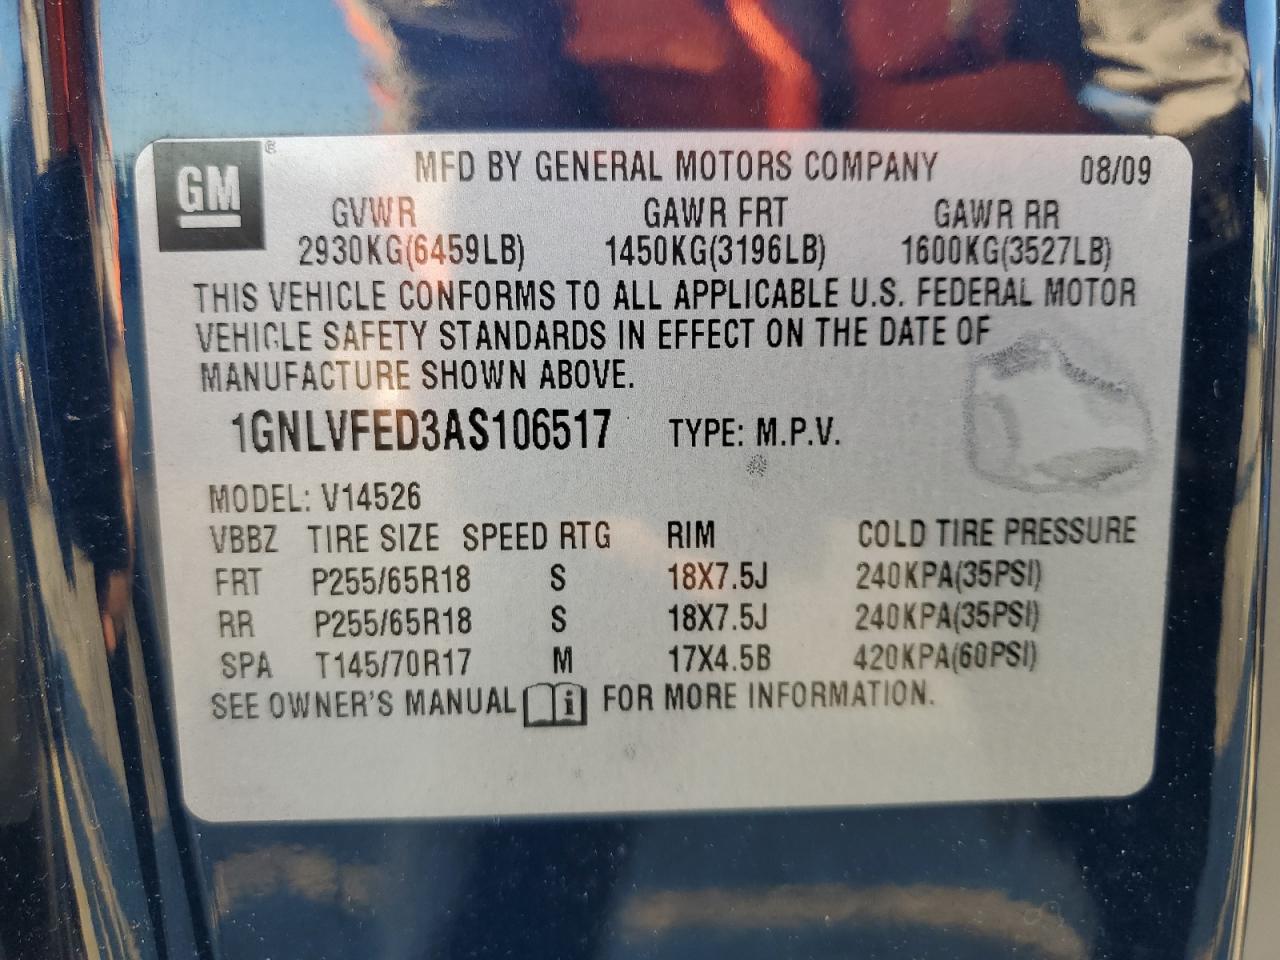 GM ® MFD BY GENERAL MOTORS COMPANY 08/09
GVWR GAWR FRT GAWR RR
2930KG(6459LB) 1450KG(3196LB) 1600KG(3527LB)
THIS VEHICLE CONFORMS TO ALL APPLICABLE U.S. FEDERAL MOTOR
VEHICLE SAFETY STANDARDS IN EFFECT ON THE DATE OF
MANUFACTURE SHOWN ABOVE.
1GNLVFED3AS106517 TYPE: M.P.V.
MODEL: V14526
VBBZ TIRE SIZE SPEED RTG RIM COLD TIRE PRESSURE
FRT P255/65R18 S 18X7.5J 240KPA(35PSI)
RR P255/65R18 S 18X7.5J 240KPA(35PSI)
SPA T145/70R17 M 17X4.5B 420KPA(60PSI)
SEE OWNER'S MANUAL i FOR MORE INFORMATION.